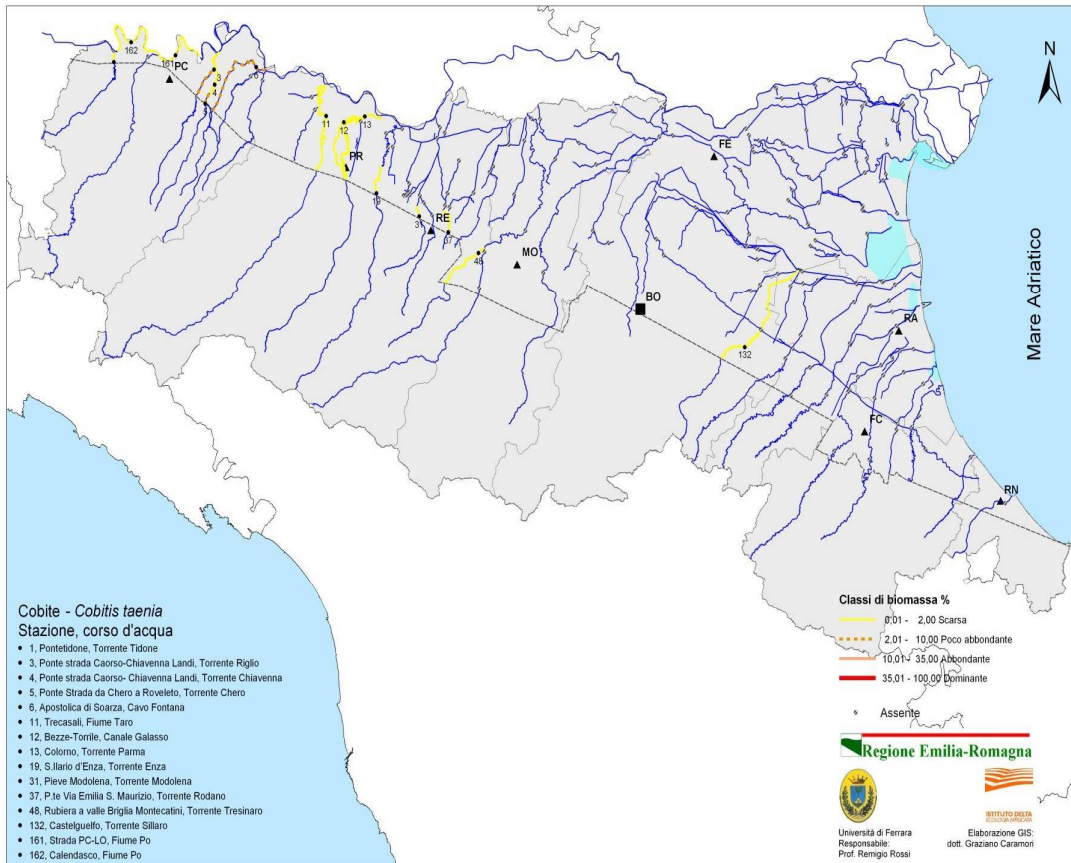 162
161
PC
3
4
5
6
11
12
13
PR
19
31
RE
37
48
MO
FE
BO
132
RA
FC
RN
N
Mare Adriatico
Cobite - Cobitis taenia
Stazione, corso d'acqua
1, Pontetidone, Torrente Tidone
3, Ponte strada Caorso-Chiavenna Landi, Torrente Riglio
4, Ponte strada Caorso- Chiavenna Landi, Torrente Chiavenna
5, Ponte Strada da Chero a Roveleto, Torrente Chero
6, Apostolica di Soarza, Cavo Fontana
11, Trecasali, Fiume Taro
12, Bezze-Torrile, Canale Galasso
13, Colorno, Torrente Parma
19, S.Ilario d'Enza, Torrente Enza
31, Pieve Modolena, Torrente Modolena
37, P.te Via Emilia S. Maurizio, Torrente Rodano
48, Rubiera a valle Briglia Montecatini, Torrente Tresinaro
132, Castelguelfo, Torrente Sillaro
161, Strada PC-LO, Fiume Po
162, Calendasco, Fiume Po
Classi di biomassa %
0,01 - 2,00 Scarsa
2,01 - 10,00 Poco abbondante
10,01 - 35,00 Abbondante
35,01 - 100,00 Dominante
Assente
Regione Emilia-Romagna
ISTITUTO DELTA
ECOLOGIA APPLICATA
Università di Ferrara
Responsabile:
Prof. Remigio Rossi
Elaborazione GIS:
dott. Graziano Caramori